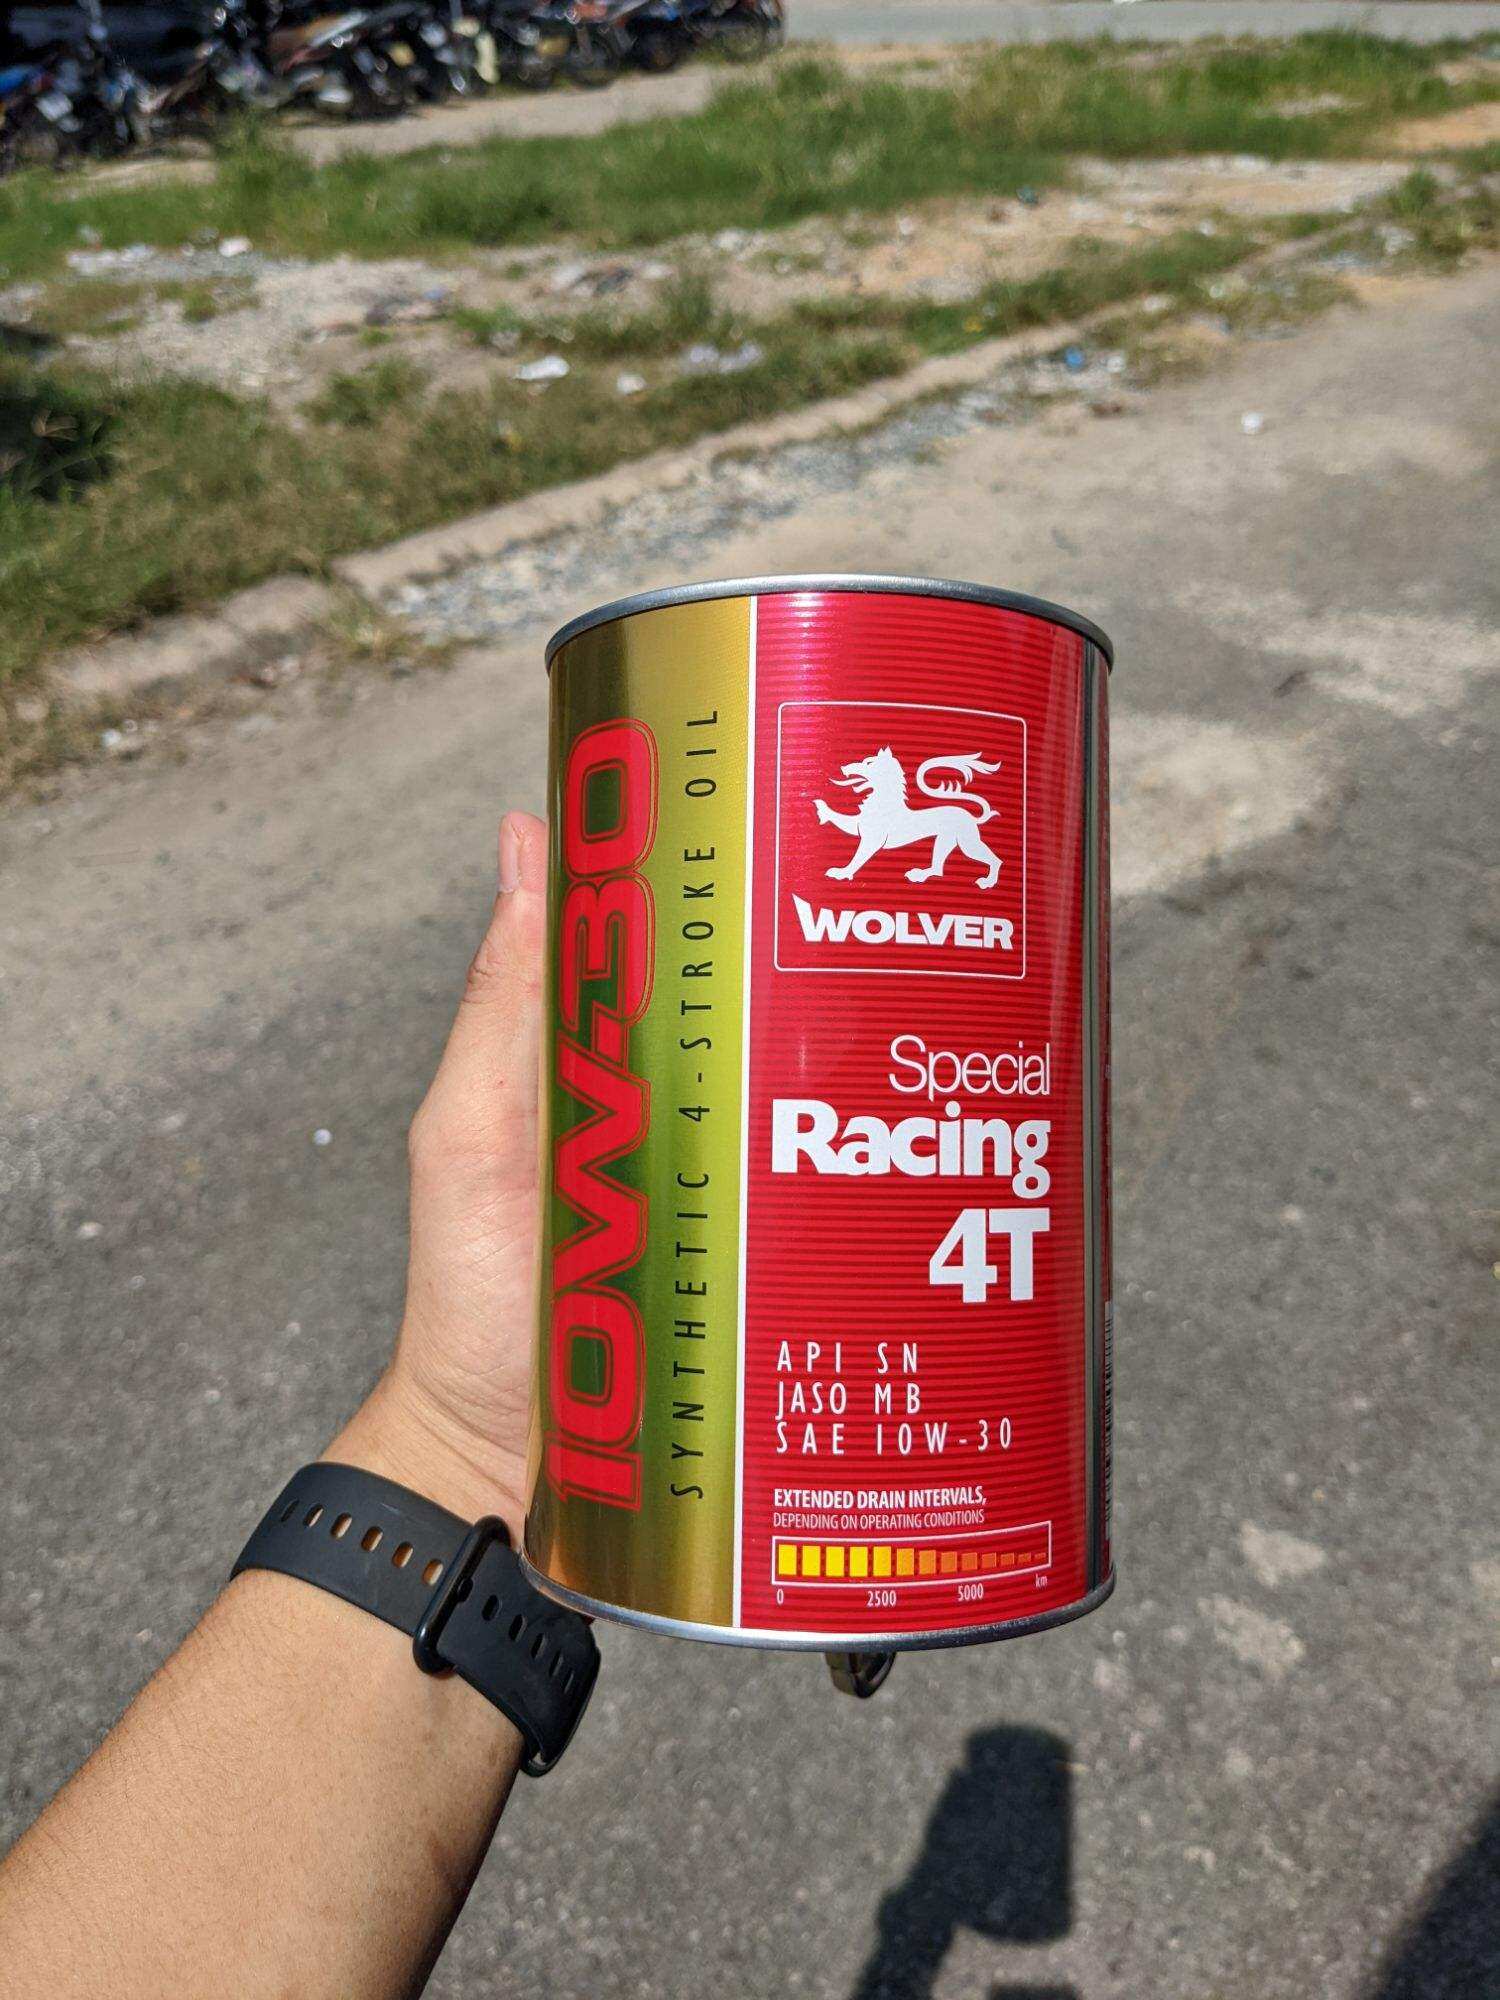 10W-30
SYNTHETIC 4-STROKE OIL
WOLVER
Special
Racing
4T
API SN
JASO MB
SAE 10W-30
EXTENDED DRAIN INTERVALS,
DEPENDING ON OPERATING CONDITIONS
0 2500 5000 km